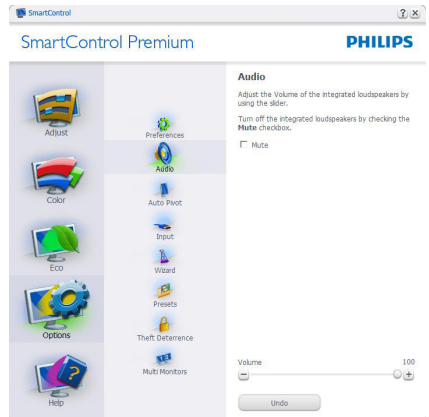 SmartControl
SmartControl Premium
PHILIPS
Adjust
Color
Eco
Options
Help
Preferences
Audio
Auto Pivot
Input
Wizard
Presets
Theft Deterrence
Multi Monitors
Audio
Adjust the Volume of the integrated loudspeakers by
using the slider.
Turn off the integrated loudspeakers by checking the
Mute checkbox.
Mute
Volume 100
Undo